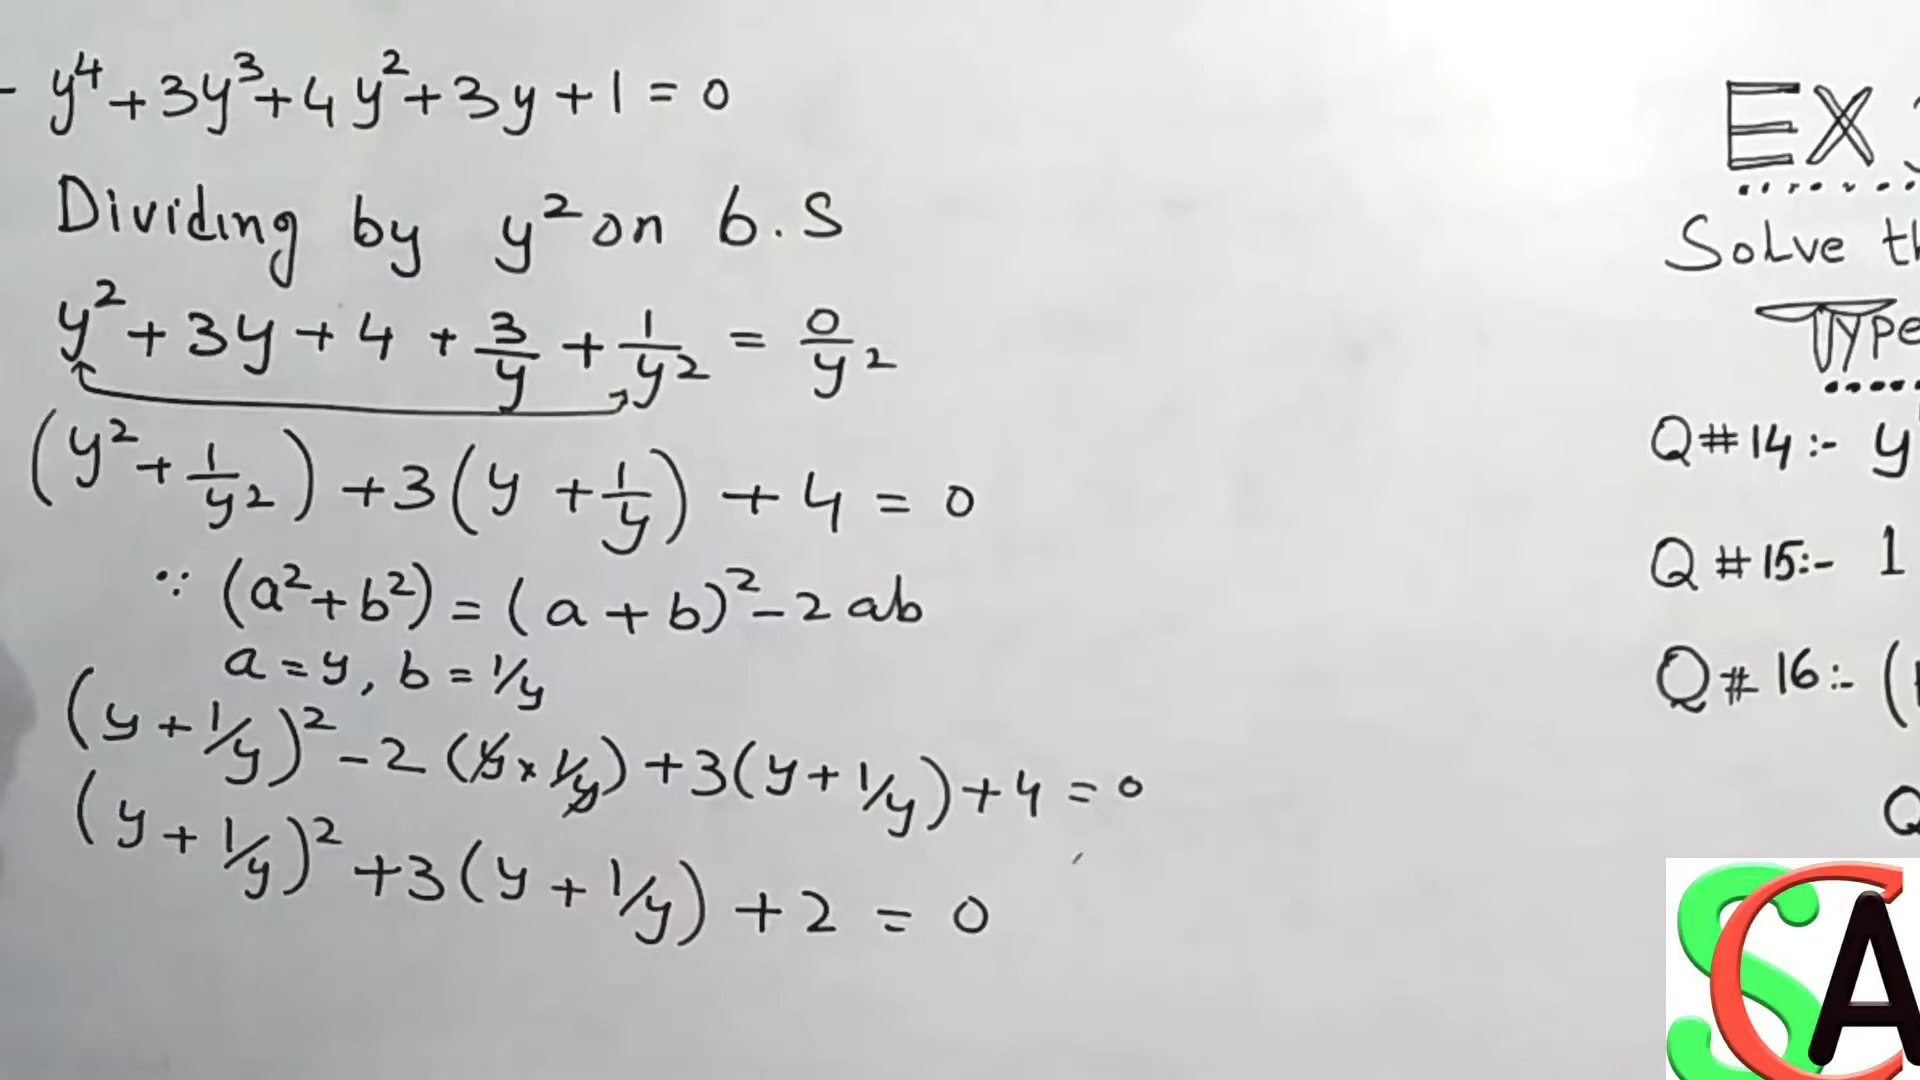 - y⁴+3y³+4y²+3y+1=0
Dividing by y² on b.S
y²+3y+4+3/y+1/y²=0/y²
(y²+1/y²)+3(y+1/y)+4=0
∵ (a²+b²)=(a+b)²-2ab
a=y, b=1/y
(y+1/y)²-2(y×1/y)+3(y+1/y)+4=0
(y+1/y)²+3(y+1/y)+2=0
EX
Solve th
Type
Q#14:- y
Q#15:- 1
Q#16:- (
Q
SCA